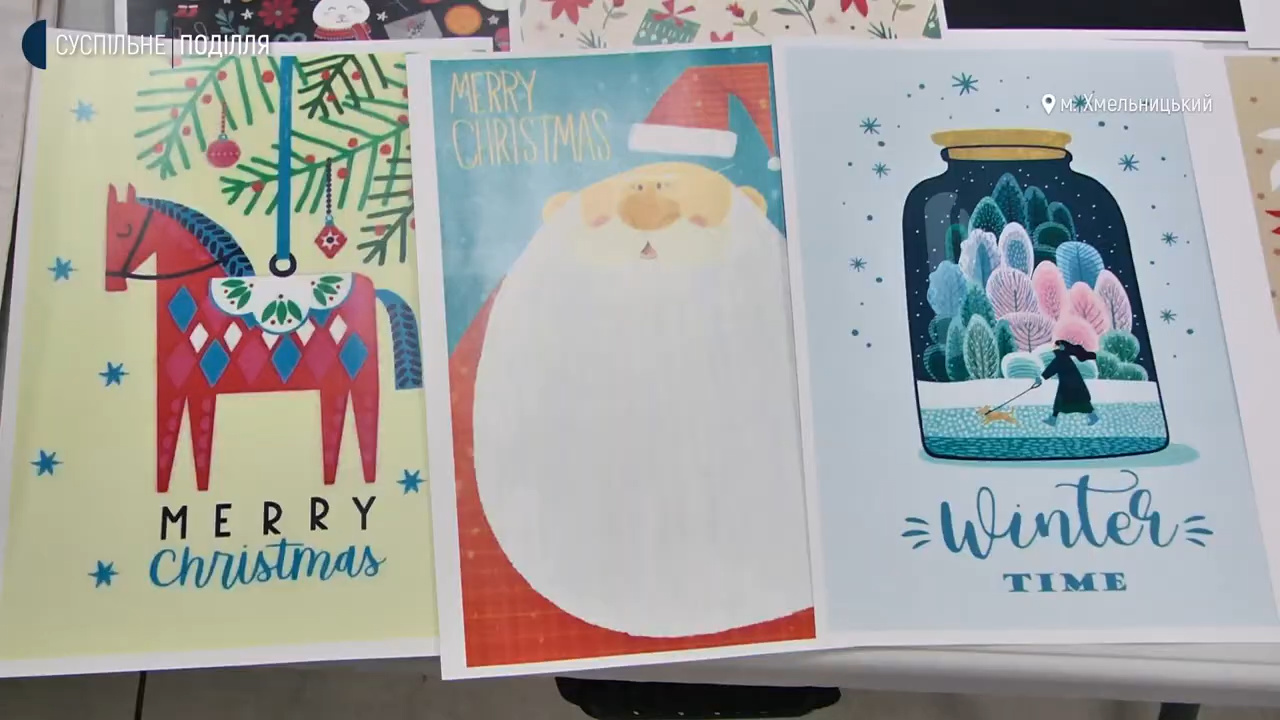 СУСПІЛЬНЕ ПОДІЛЛЯ
м. Хмельницький
MERRY
Christmas
MERRY
CHRISTMAS
Winter
TIME